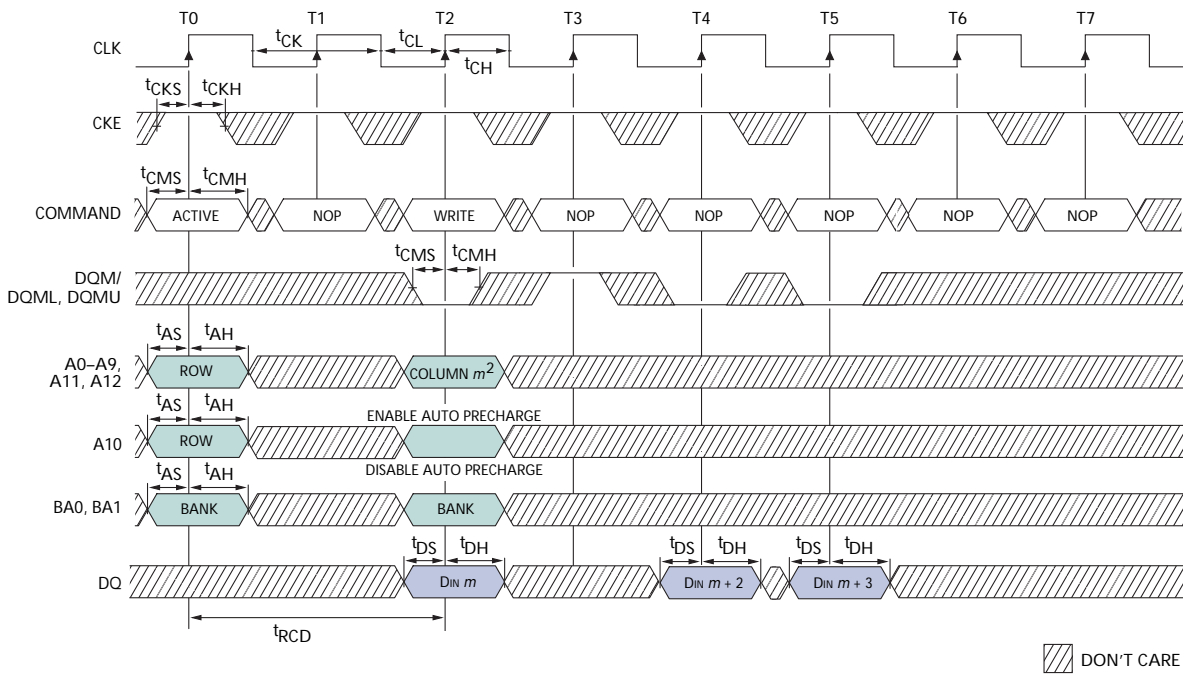 T0 T1 T2 T3 T4 T5 T6 T7
CLK
tCK tCL
tCH
tCKS tCKH
CKE
tCMS tCMH
COMMAND
ACTIVE NOP WRITE NOP NOP NOP NOP NOP
tCMS tCMH
DQM/
DQML, DQMU
tAS tAH
A0–A9,
A11, A12
ROW COLUMN m2
tAS tAH
ENABLE AUTO PRECHARGE
A10 ROW
DISABLE AUTO PRECHARGE
tAS tAH
BA0, BA1 BANK BANK
tDS tDH tDS tDH tDS tDH
DQ DIN m DIN m + 2 DIN m + 3
tRCD
DON'T CARE